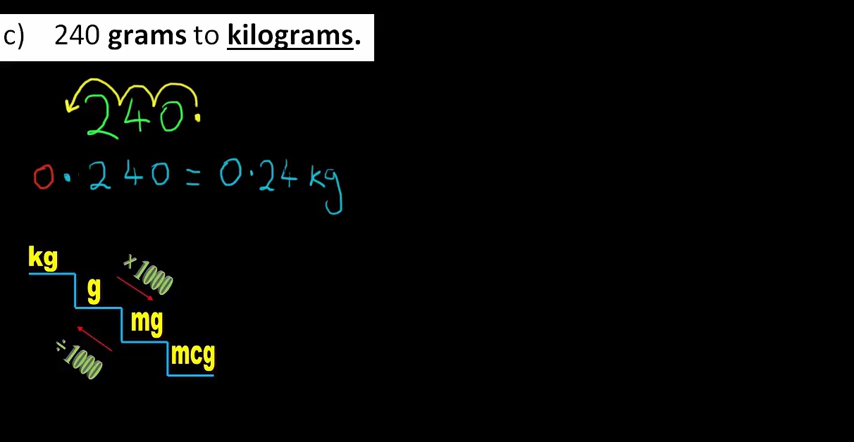 c) 240 grams to kilograms.
240.
0.240 = 0.24 kg
kg
x 1000
g
mg
÷ 1000
mcg